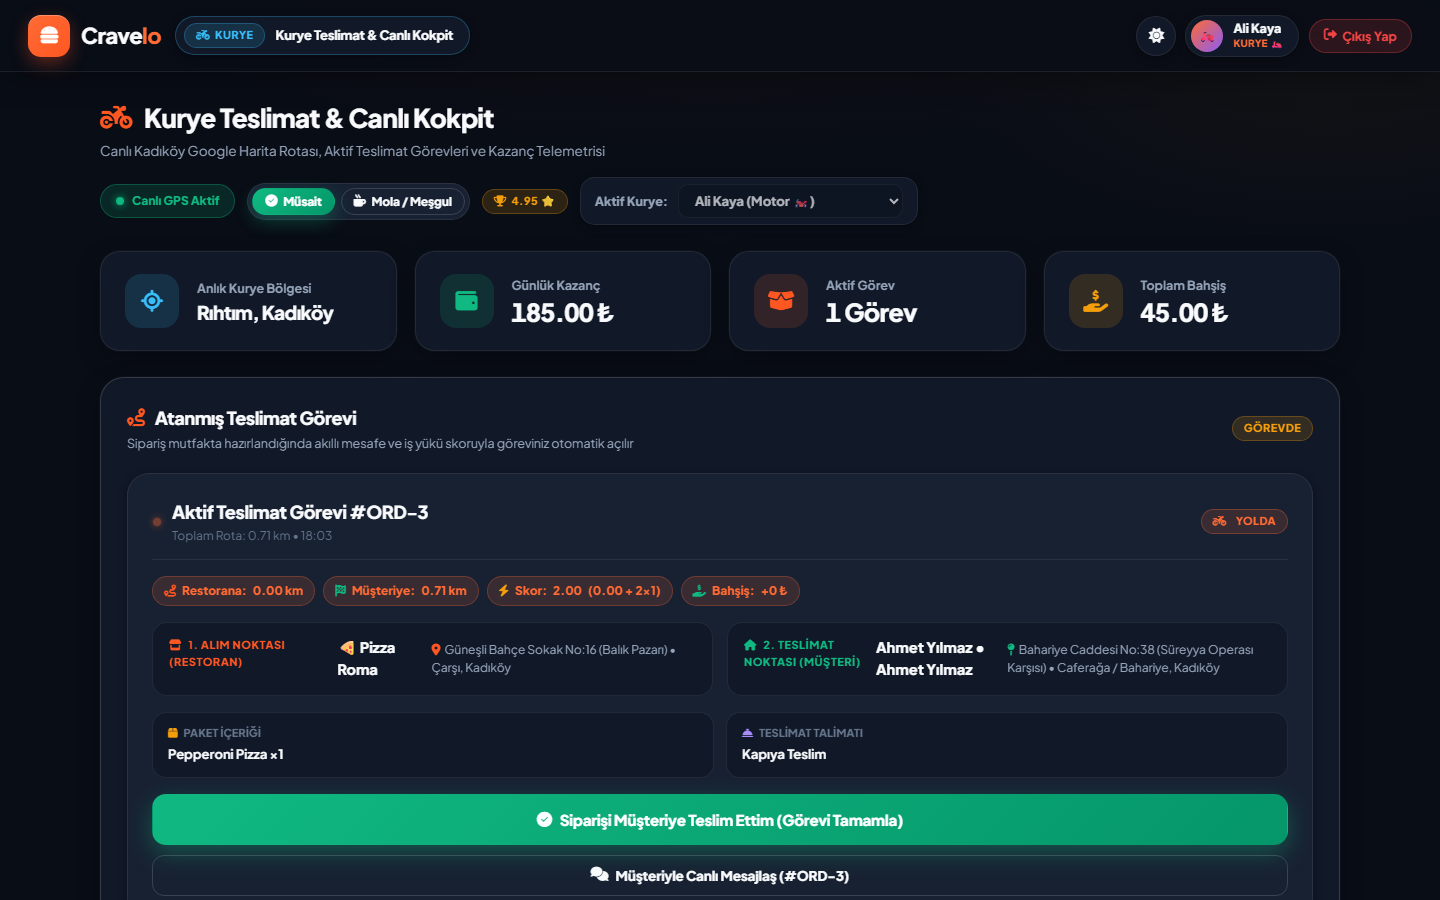 Cravelo
KURYE
Kurye Teslimat & Canlı Kokpit
Ali Kaya
KURYE
Çıkış Yap
Kurye Teslimat & Canlı Kokpit
Canlı Kadıköy Google Harita Rotası, Aktif Teslimat Görevleri ve Kazanç Telemetrisi
Canlı GPS Aktif
Müsait
Mola / Meşgul
4.95
Aktif Kurye:
Ali Kaya (Motor )
Anlık Kurye Bölgesi
Rıhtım, Kadıköy
Günlük Kazanç
185.00 ₺
Aktif Görev
1 Görev
Toplam Bahşiş
45.00 ₺
Atanmış Teslimat Görevi
Sipariş mutfakta hazırlandığında akıllı mesafe ve iş yükü skoruyla göreviniz otomatik açılır
GÖREVDE
Aktif Teslimat Görevi #ORD-3
Toplam Rota: 0.71 km • 18:03
YOLDA
Restorana: 0.00 km
Müşteriye: 0.71 km
Skor: 2.00 (0.00 + 2×1)
Bahşiş: +0 ₺
1. ALIM NOKTASI
(RESTORAN)
Pizza
Roma
Güneşli Bahçe Sokak No:16 (Balık Pazarı) •
Çarşı, Kadıköy
2. TESLİMAT
NOKTASI (MÜŞTERİ)
Ahmet Yılmaz •
Ahmet Yılmaz
Bahariye Caddesi No:38 (Süreyya Operası
Karşısı) • Caferağa / Bahariye, Kadıköy
PAKET İÇERİĞİ
Pepperoni Pizza ×1
TESLİMAT TALİMATI
Kapıya Teslim
Siparişi Müşteriye Teslim Ettim (Görevi Tamamla)
Müşteriyle Canlı Mesajlaş (#ORD-3)